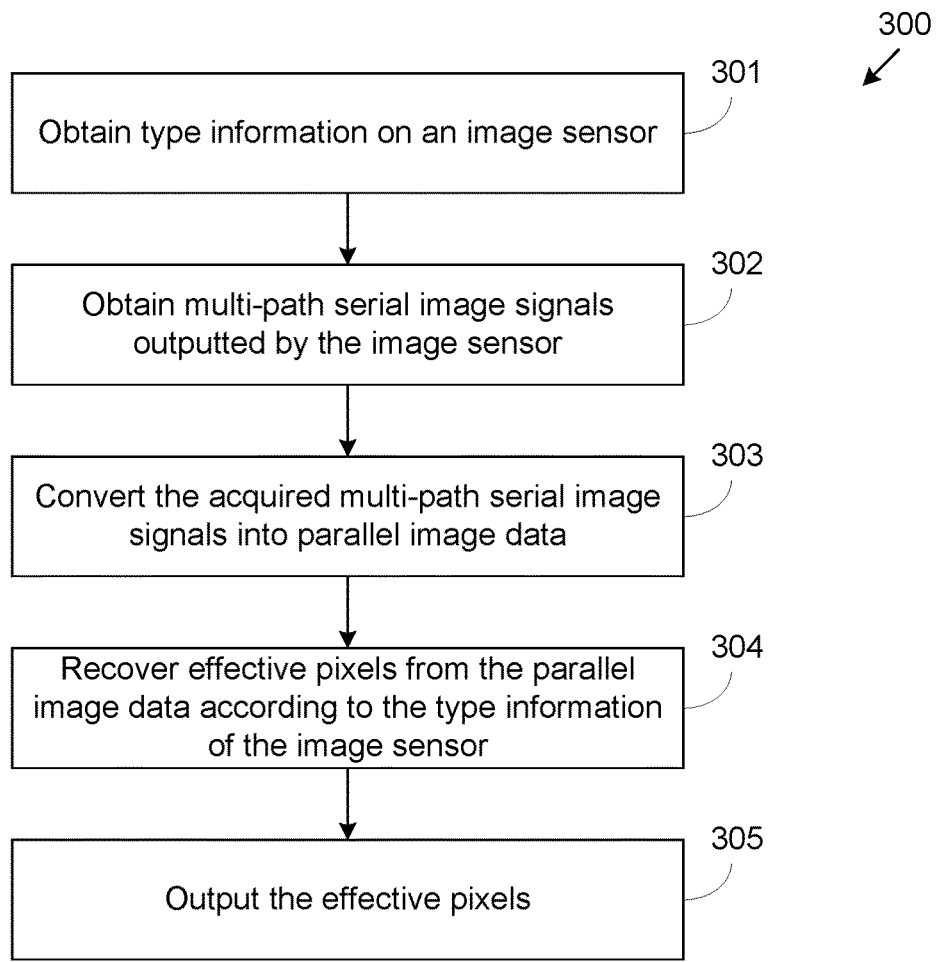 300
301
Obtain type information on an image sensor
302
Obtain multi-path serial image signals
outputted by the image sensor
303
Convert the acquired multi-path serial image
signals into parallel image data
304
Recover effective pixels from the parallel
image data according to the type information
of the image sensor
305
Output the effective pixels